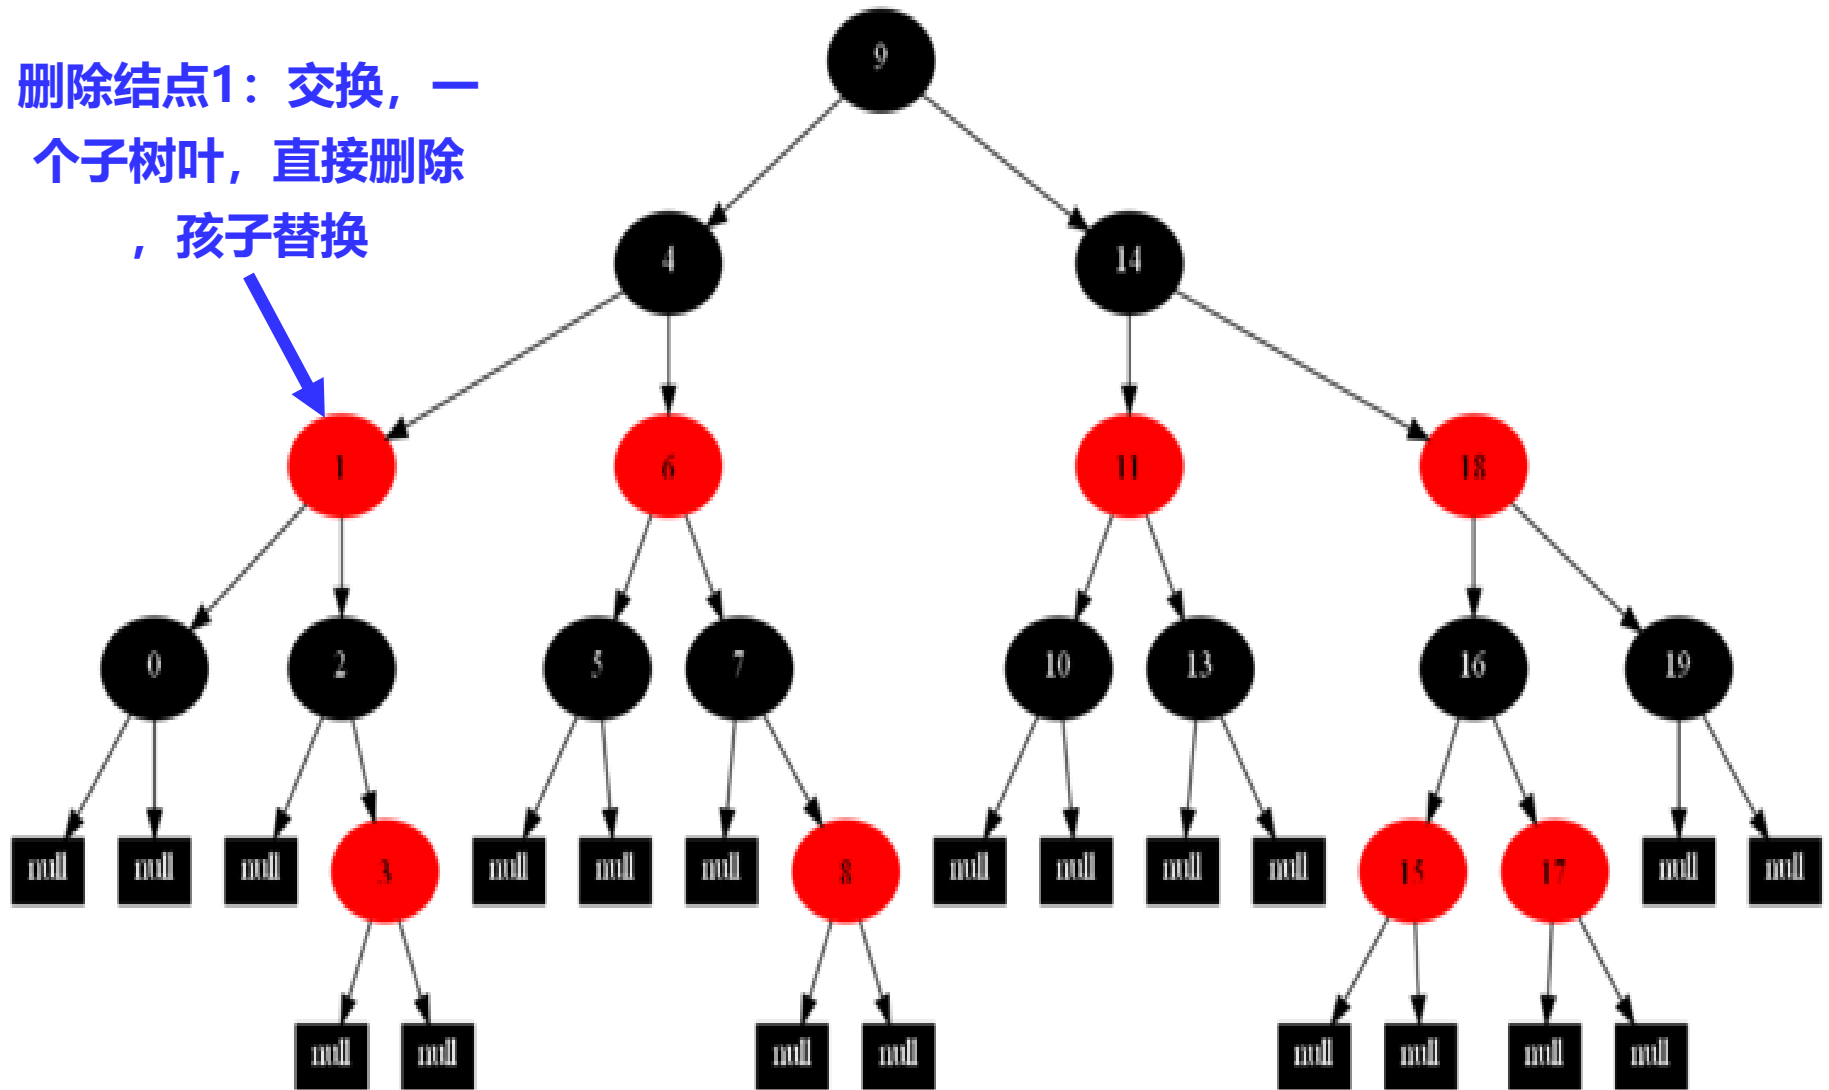 删除结点1：交换，一
个子树叶，直接删除
，孩子替换
9
4 14
1 6 11 18
0 2 5 7 10 13 16 19
null null null 3 null null null 8 null null null null 15 17 null null
null null null null null null null null